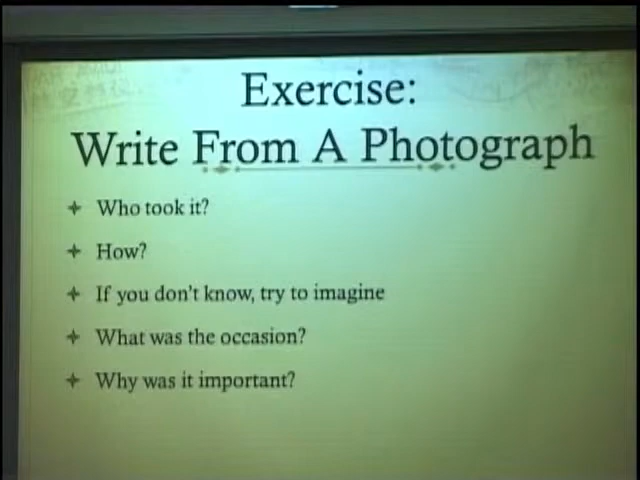 Exercise:
Write From A Photograph
Who took it?
How?
If you don't know, try to imagine
What was the occasion?
Why was it important?